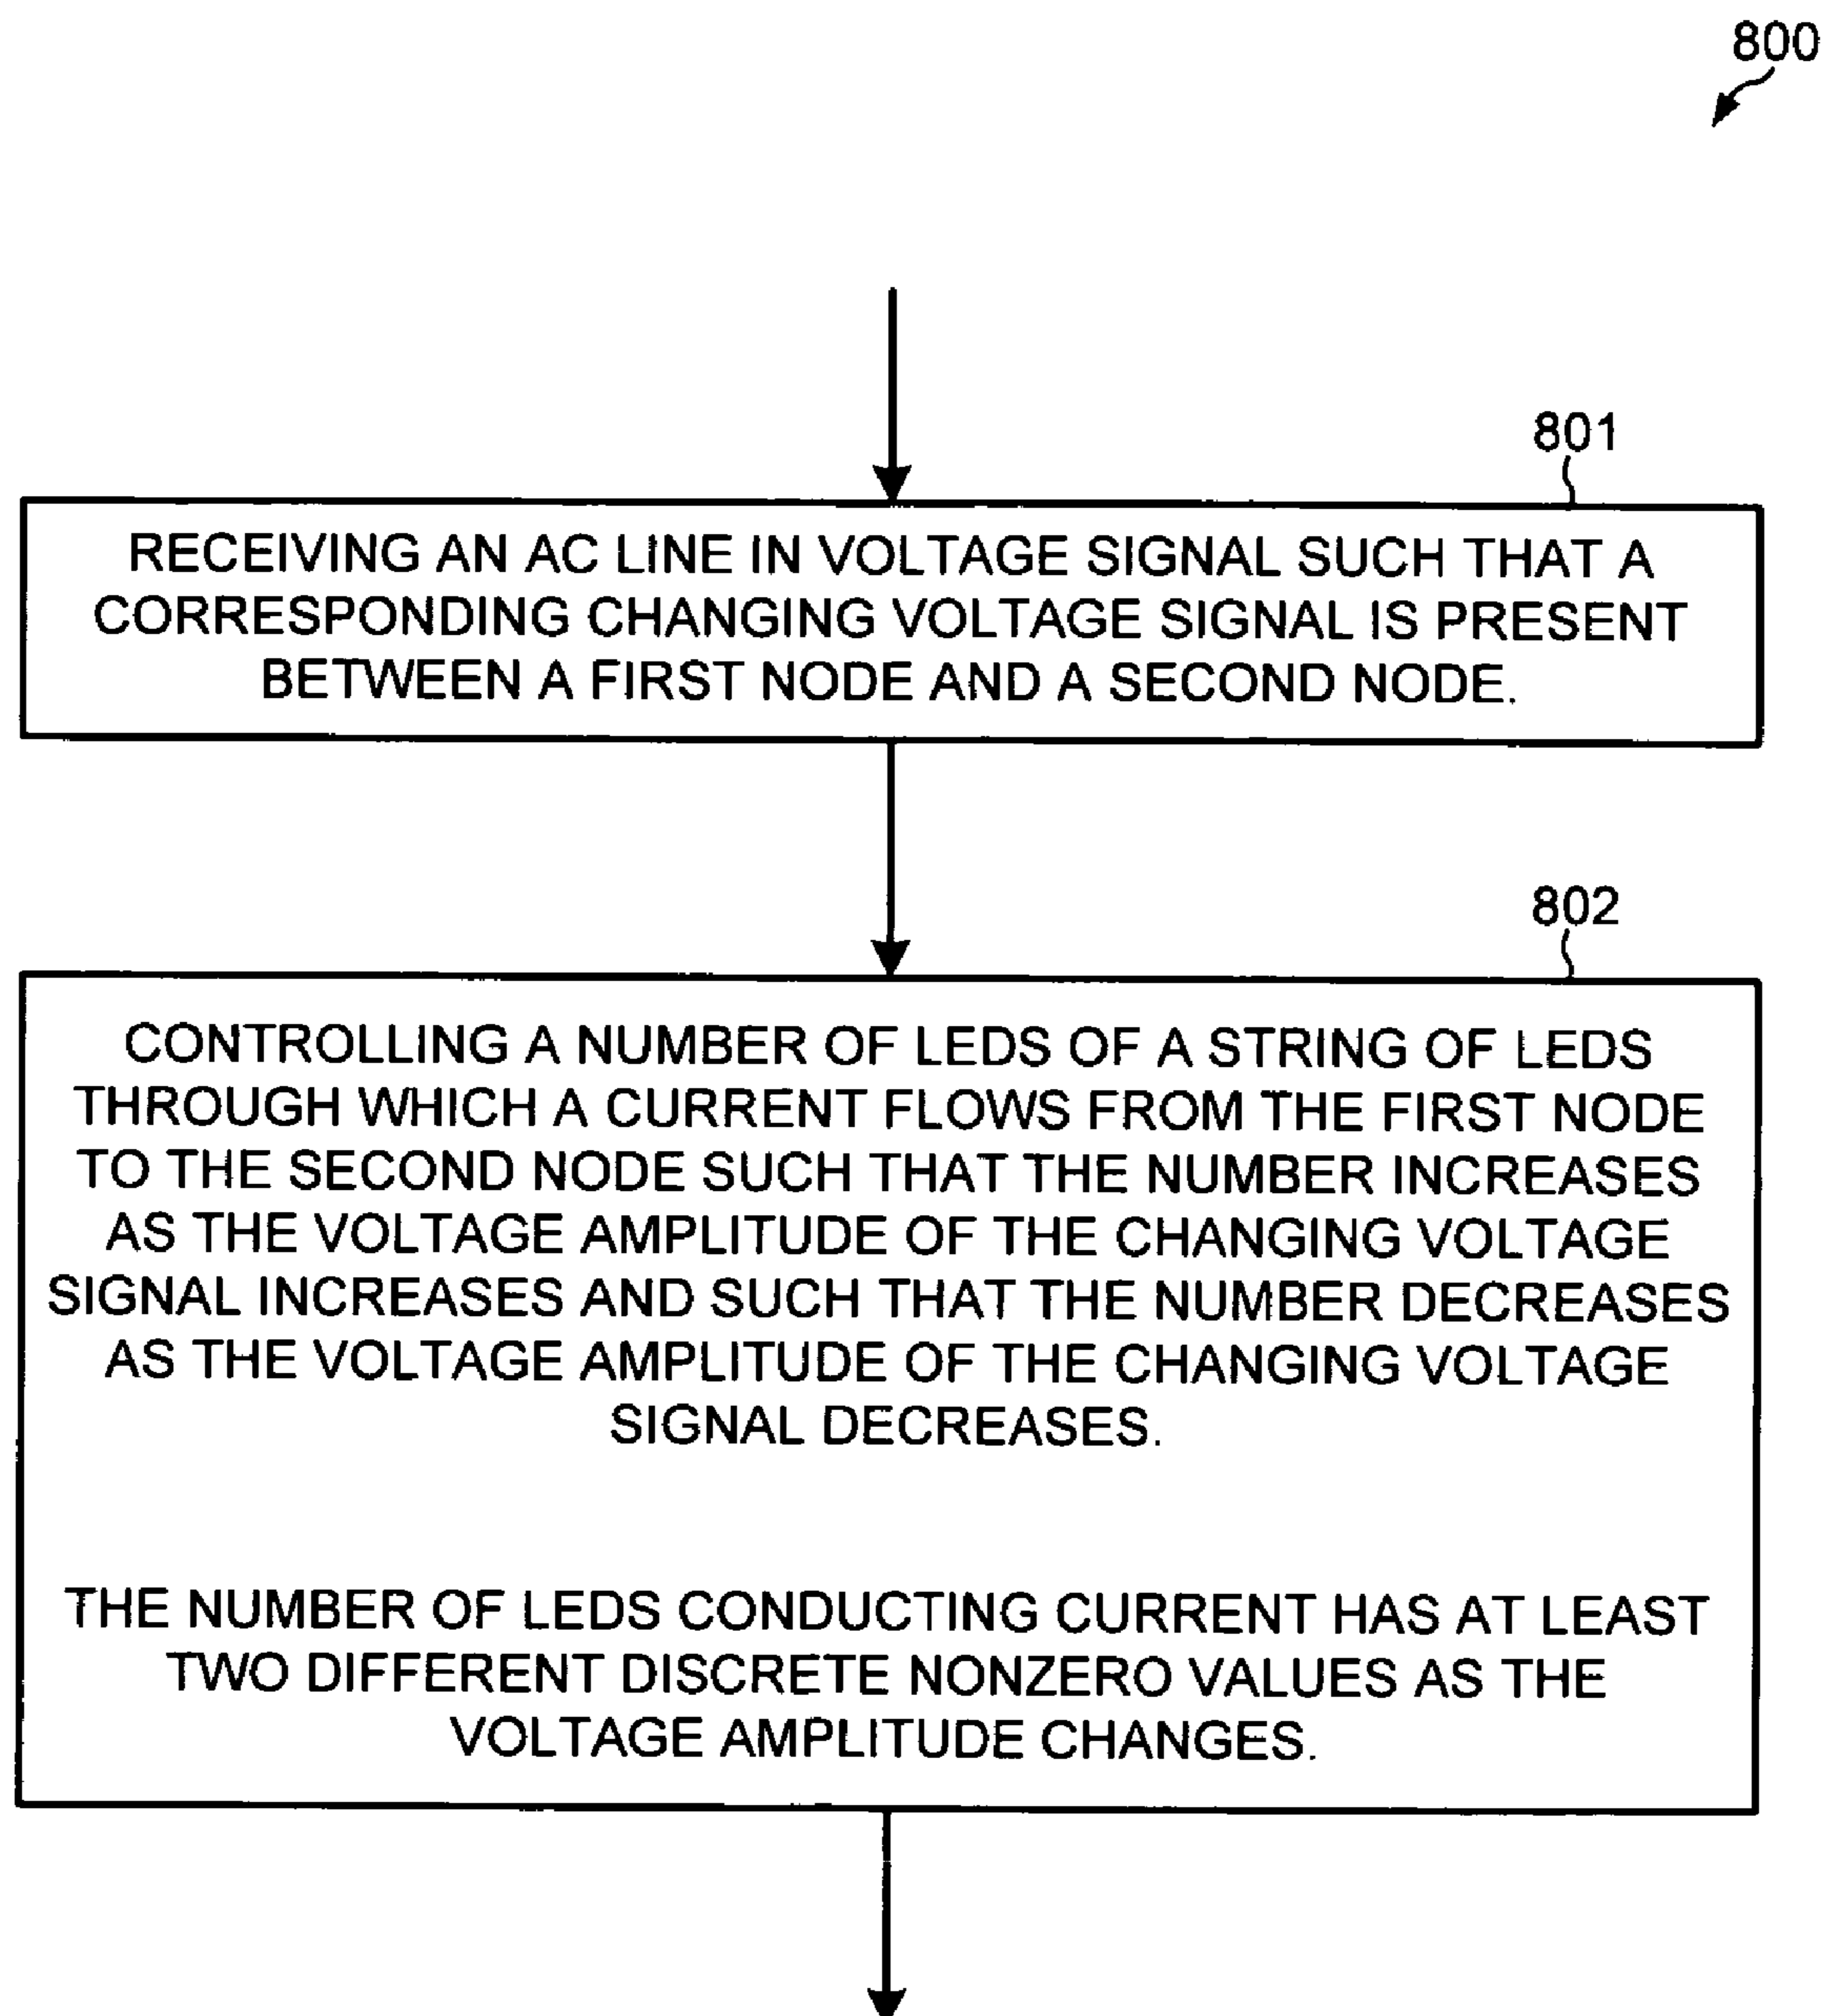 800
801
RECEIVING AN AC LINE IN VOLTAGE SIGNAL SUCH THAT A
CORRESPONDING CHANGING VOLTAGE SIGNAL IS PRESENT
BETWEEN A FIRST NODE AND A SECOND NODE.
802
CONTROLLING A NUMBER OF LEDS OF A STRING OF LEDS
THROUGH WHICH A CURRENT FLOWS FROM THE FIRST NODE
TO THE SECOND NODE SUCH THAT THE NUMBER INCREASES
AS THE VOLTAGE AMPLITUDE OF THE CHANGING VOLTAGE
SIGNAL INCREASES AND SUCH THAT THE NUMBER DECREASES
AS THE VOLTAGE AMPLITUDE OF THE CHANGING VOLTAGE
SIGNAL DECREASES.
THE NUMBER OF LEDS CONDUCTING CURRENT HAS AT LEAST
TWO DIFFERENT DISCRETE NONZERO VALUES AS THE
VOLTAGE AMPLITUDE CHANGES.